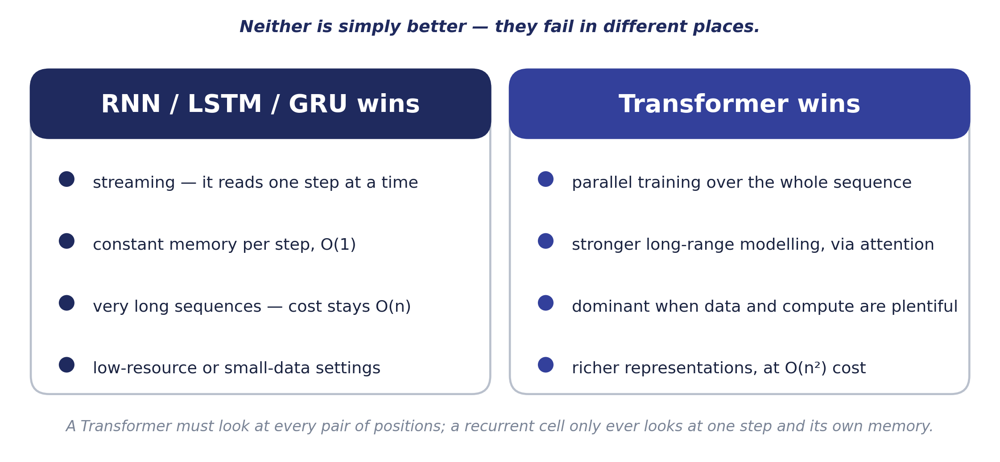 Neither is simply better — they fail in different places.
RNN / LSTM / GRU wins
streaming — it reads one step at a time
constant memory per step, O(1)
very long sequences — cost stays O(n)
low-resource or small-data settings
Transformer wins
parallel training over the whole sequence
stronger long-range modelling, via attention
dominant when data and compute are plentiful
richer representations, at O(n²) cost
A Transformer must look at every pair of positions; a recurrent cell only ever looks at one step and its own memory.